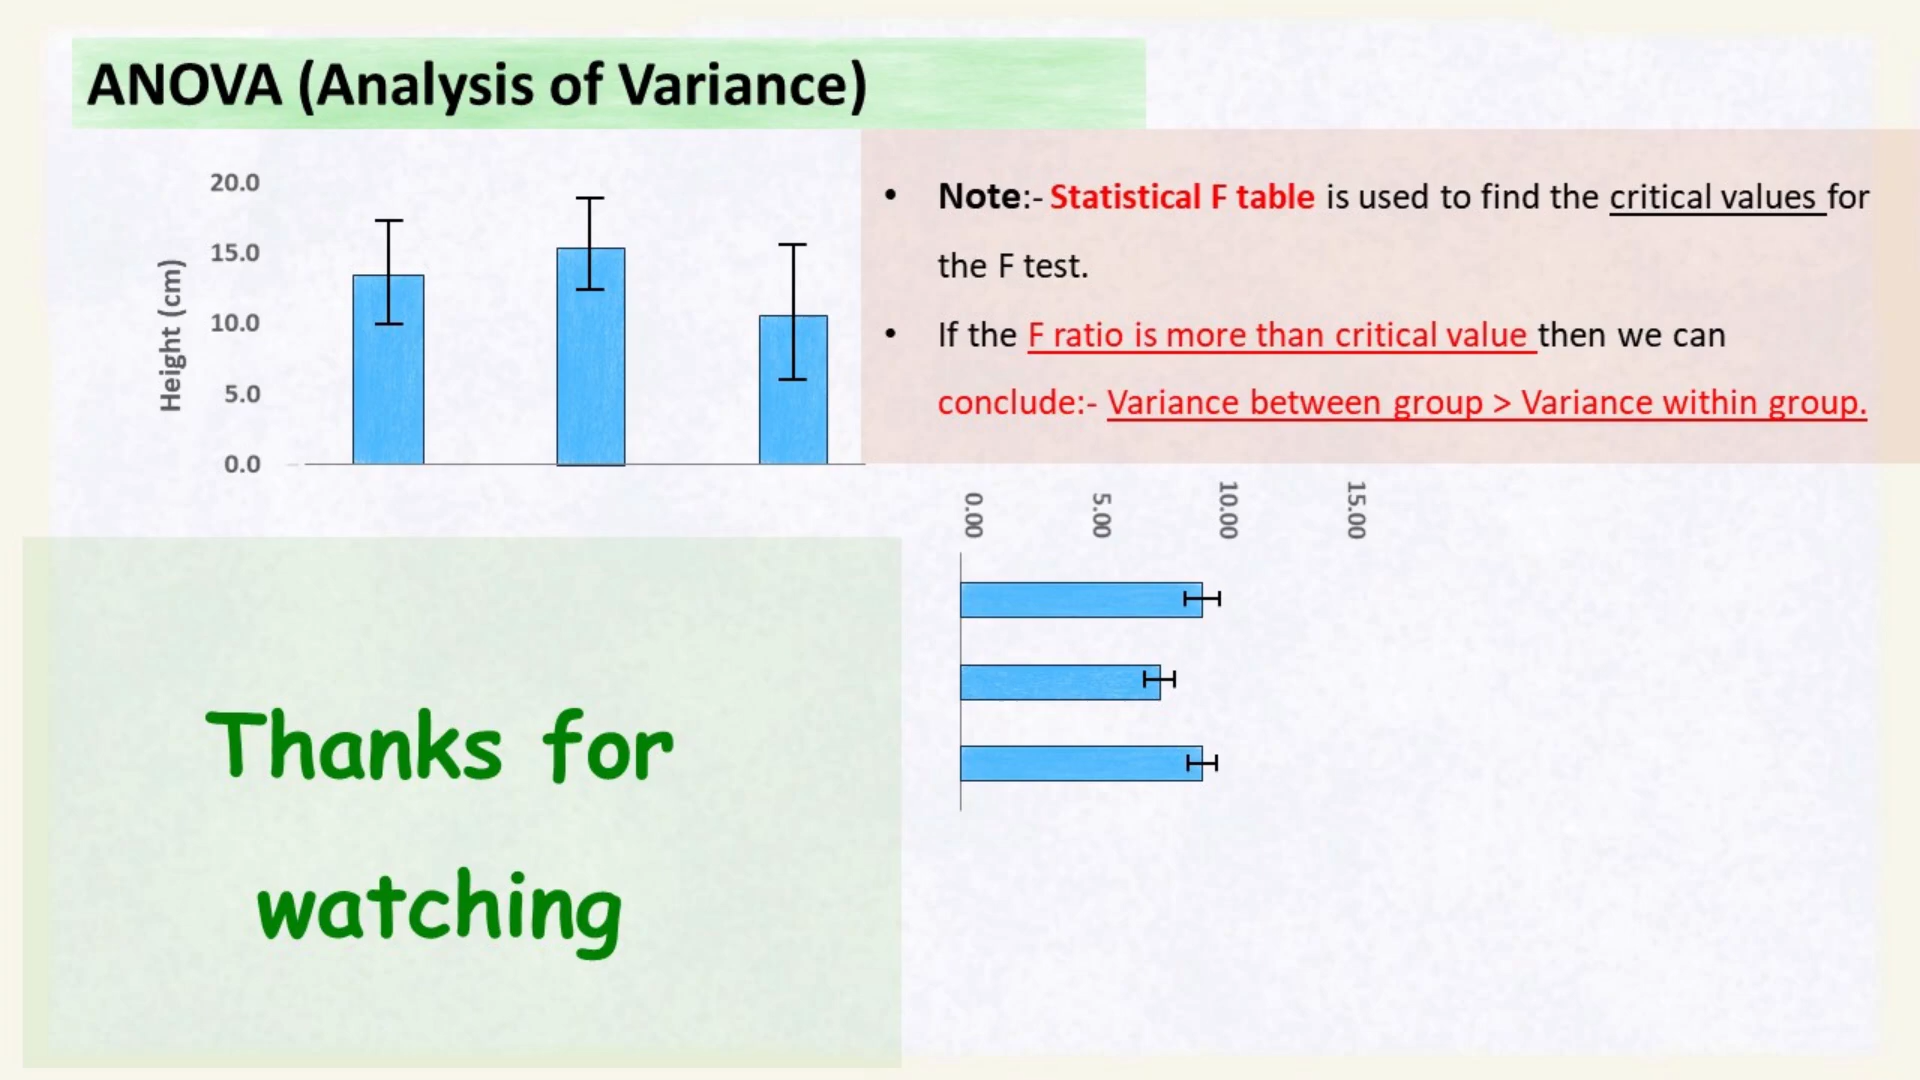 ANOVA (Analysis of Variance)
20.0
15.0
10.0
5.0
0.0
Height (cm)
• Note:- Statistical F table is used to find the critical values for
the F test.
• If the F ratio is more than critical value then we can
conclude:- Variance between group > Variance within group.
0.00
5.00
10.00
15.00
Thanks for
watching